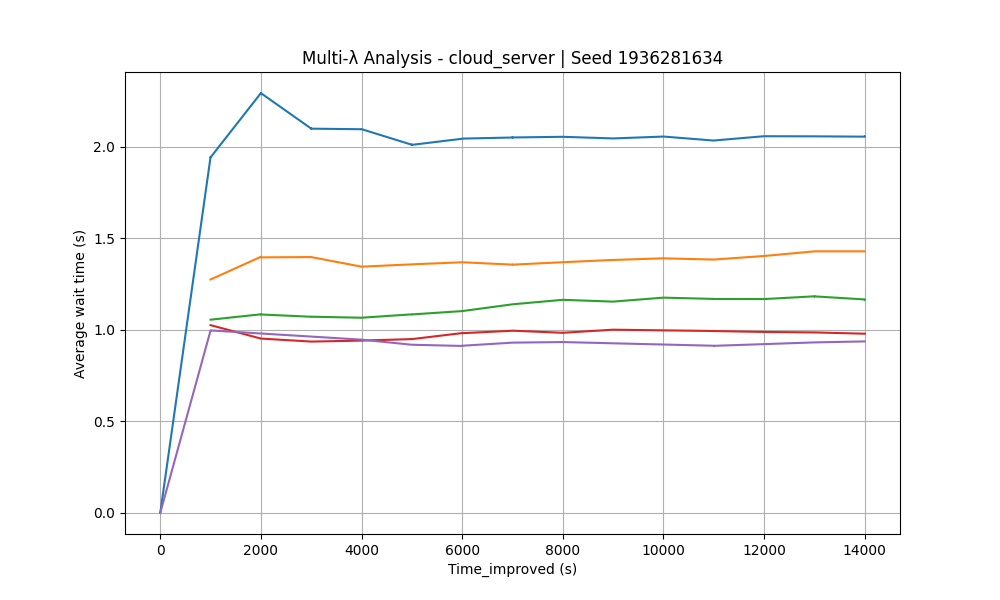 Multi-λ Analysis - cloud_server | Seed 1936281634
Average wait time (s)
2.0
1.5
1.0
0.5
0.0
0 2000 4000 6000 8000 10000 12000 14000
Time_improved (s)